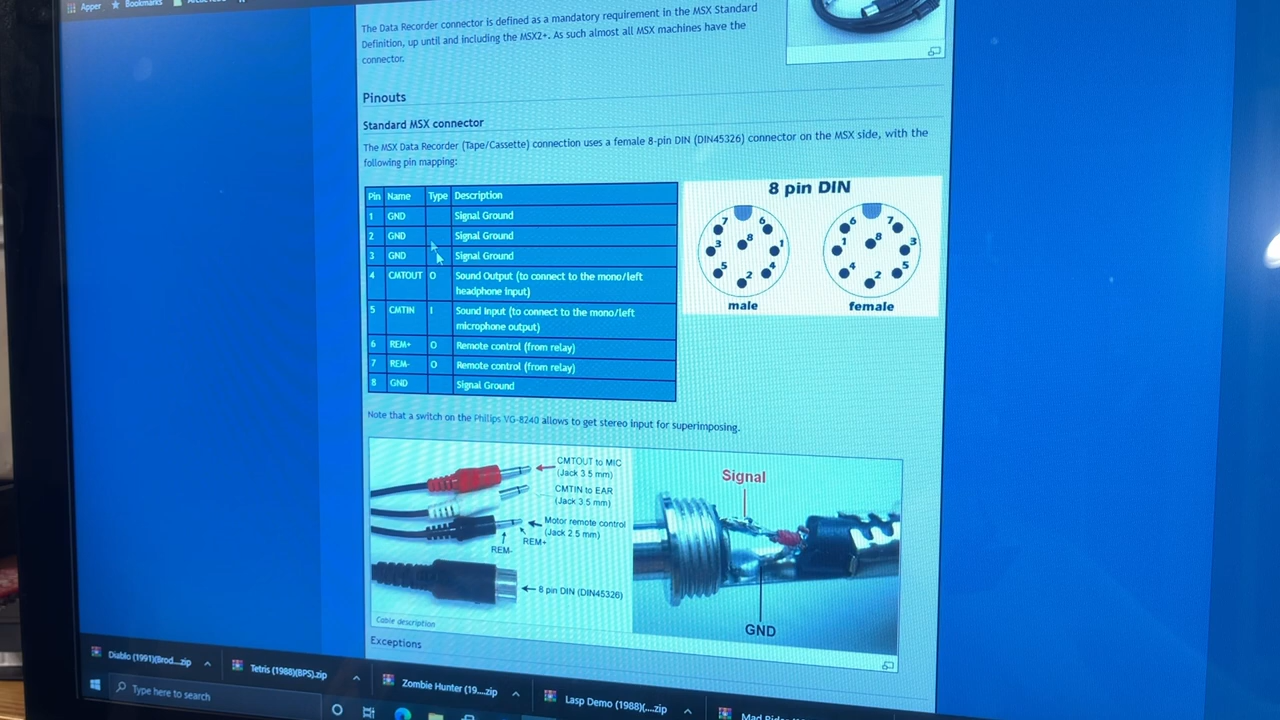 Apper
Bookmarks
The Data Recorder connector is defined as a mandatory requirement in the MSX Standard
Definition, up until and including the MSX2+. As such almost all MSX machines have the
connector.
Pinouts
Standard MSX connector
The MSX Data Recorder (Tape/Cassette) connection uses a female 8-pin DIN (DIN45326) connector on the MSX side, with the
following pin mapping:
Pin Name Type Description
1 GND Signal Ground
2 GND Signal Ground
3 GND Signal Ground
4 CMTOUT O Sound Output (to connect to the mono/left
headphone input)
5 CMTIN I Sound Input (to connect to the mono/left
microphone output)
6 REM+ O Remote control (from relay)
7 REM- O Remote control (from relay)
8 GND Signal Ground
8 pin DIN
7 6
3 8 1
5 2 4
male
6 7
1 8 3
4 2 5
female
Note that a switch on the Philips VG-8240 allows to get stereo input for superimposing.
CMTOUT to MIC
(Jack 3.5 mm)
CMTIN to EAR
(Jack 3.5 mm)
Motor remote control
(Jack 2.5 mm)
REM+
REM-
8 pin DIN (DIN45326)
Signal
GND
Cable description
Exceptions
Diablo (1991)(Brod....zip
Tetris (1988)(BPS).zip
Zombie Hunter (19....zip
Lasp Demo (1988)(....zip
Type here to search